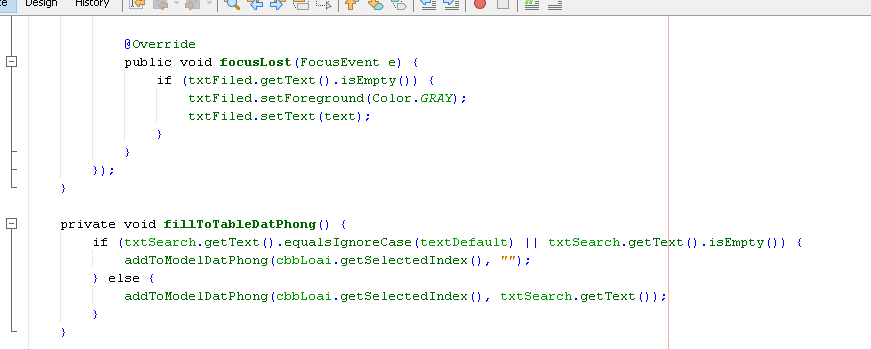 Design History
@Override
public void focusLost(FocusEvent e) {
if (txtFiled.getText().isEmpty()) {
txtFiled.setForeground(Color.GRAY);
txtFiled.setText(text);
}
}
});
}
private void fillToTableDatPhong() {
if (txtSearch.getText().equalsIgnoreCase(textDefault) || txtSearch.getText().isEmpty()) {
addToModelDatPhong(cbbLoai.getSelectedIndex(), "");
} else {
addToModelDatPhong(cbbLoai.getSelectedIndex(), txtSearch.getText());
}
}